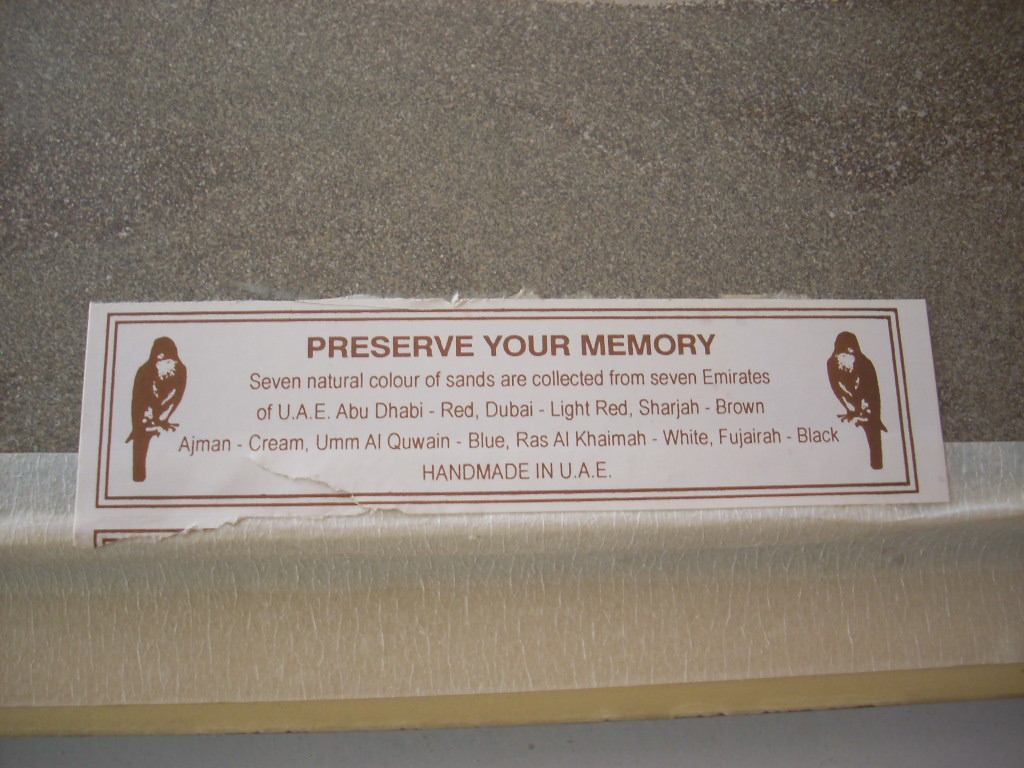 PRESERVE YOUR MEMORY
Seven natural colour of sands are collected from seven Emirates
of U.A.E. Abu Dhabi - Red, Dubai - Light Red, Sharjah - Brown
Ajman - Cream, Umm Al Quwain - Blue, Ras Al Khaimah - White, Fujairah - Black
HANDMADE IN U.A.E.